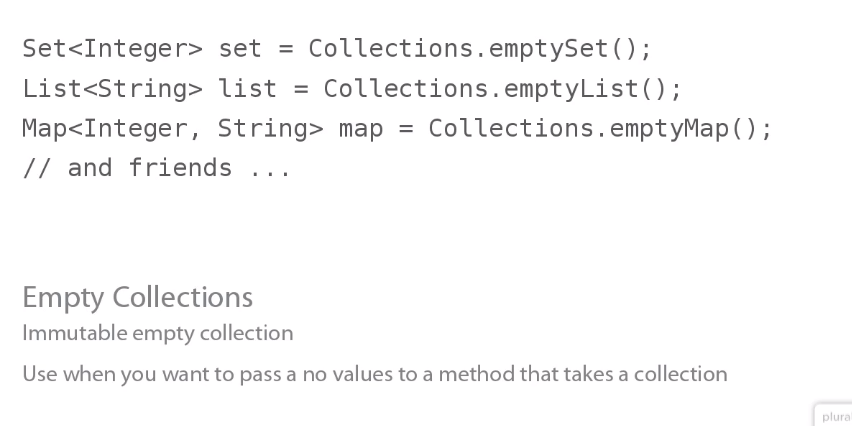 Set<Integer> set = Collections.emptySet();
List<String> list = Collections.emptyList();
Map<Integer, String> map = Collections.emptyMap();
// and friends ...
Empty Collections
Immutable empty collection
Use when you want to pass a no values to a method that takes a collection